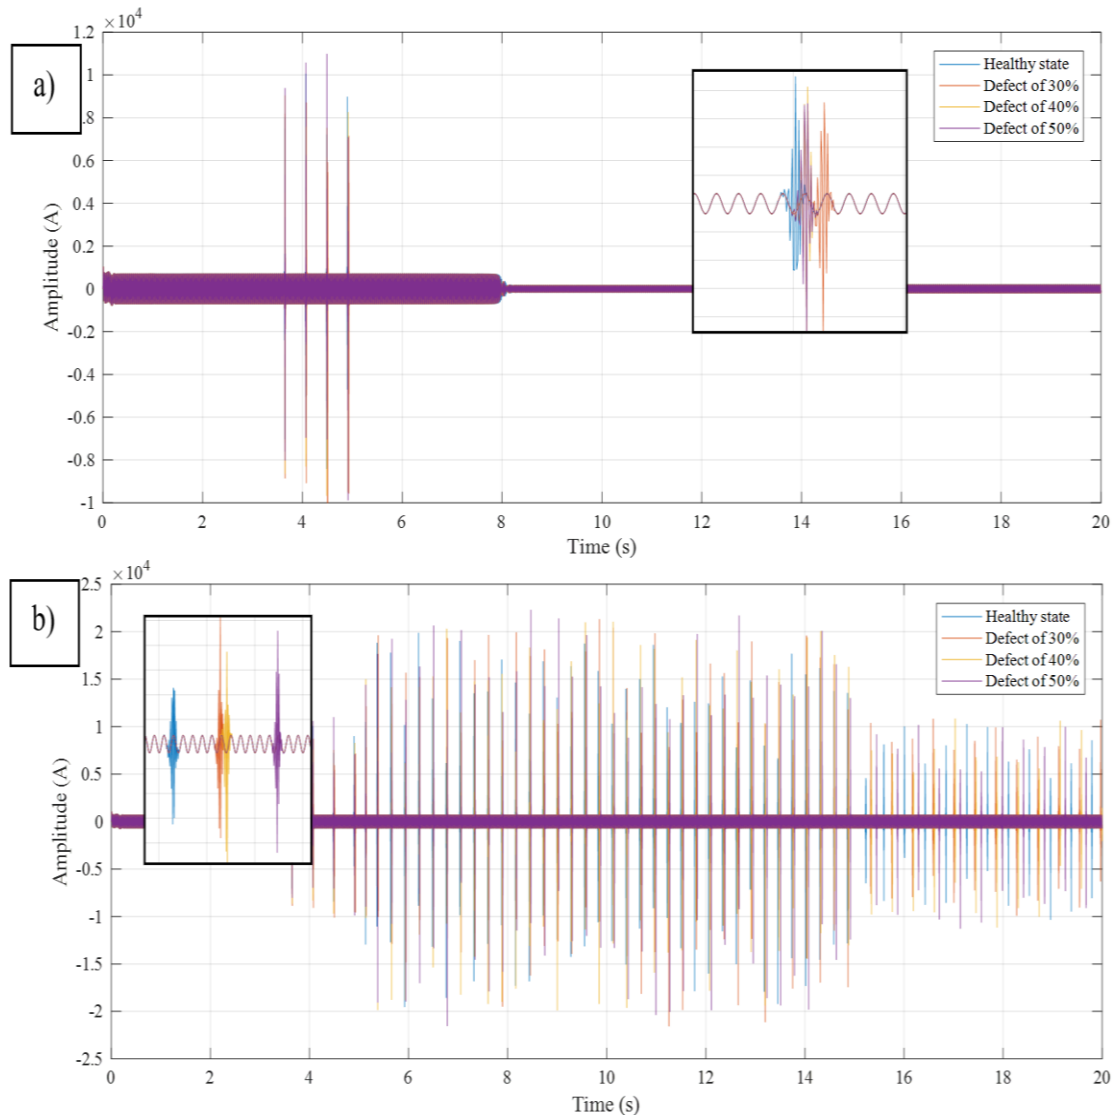 a)
×10⁴
1.2
1
0.8
0.6
0.4
0.2
0
-0.2
-0.4
-0.6
-0.8
-1
Amplitude (A)
0 2 4 6 8 10 12 14 16 18 20
Time (s)
Healthy state
Defect of 30%
Defect of 40%
Defect of 50%
b)
×10⁴
2.5
2
1.5
1
0.5
0
-0.5
-1
-1.5
-2
-2.5
Amplitude (A)
0 2 4 6 8 10 12 14 16 18 20
Time (s)
Healthy state
Defect of 30%
Defect of 40%
Defect of 50%